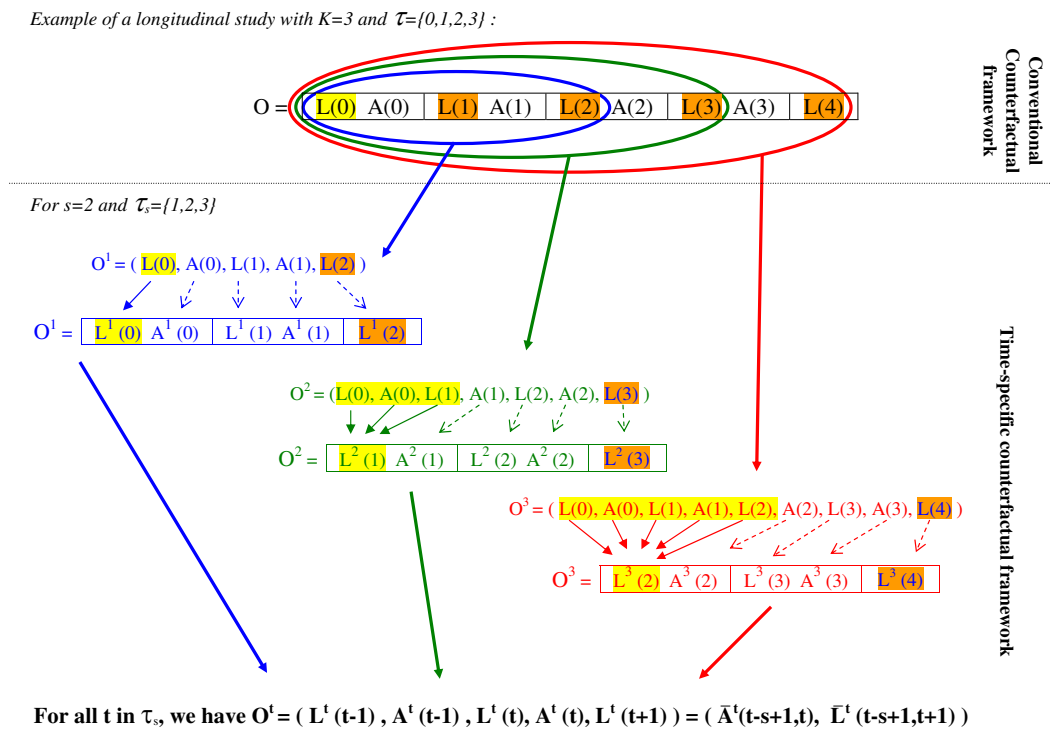 Example of a longitudinal study with K=3 and τ={0,1,2,3} :
Conventional
Counterfactual
framework
O = L(0) A(0) L(1) A(1) L(2) A(2) L(3) A(3) L(4)
For s=2 and τₛ={1,2,3}
O¹ = ( L(0), A(0), L(1), A(1), L(2) )
O¹ = L¹ (0) A¹ (0) L¹ (1) A¹ (1) L¹ (2)
Time-specific counterfactual framework
O² = (L(0), A(0), L(1), A(1), L(2), A(2), L(3) )
O² = L² (1) A² (1) L² (2) A² (2) L² (3)
O³ = ( L(0), A(0), L(1), A(1), L(2), A(2), L(3), A(3), L(4) )
O³ = L³ (2) A³ (2) L³ (3) A³ (3) L³ (4)
For all t in τₛ, we have Oᵗ = ( Lᵗ (t-1) , Aᵗ (t-1) , Lᵗ (t), Aᵗ (t), Lᵗ (t+1) ) = ( Āᵗ(t-s+1,t), L̄ᵗ (t-s+1,t+1) )